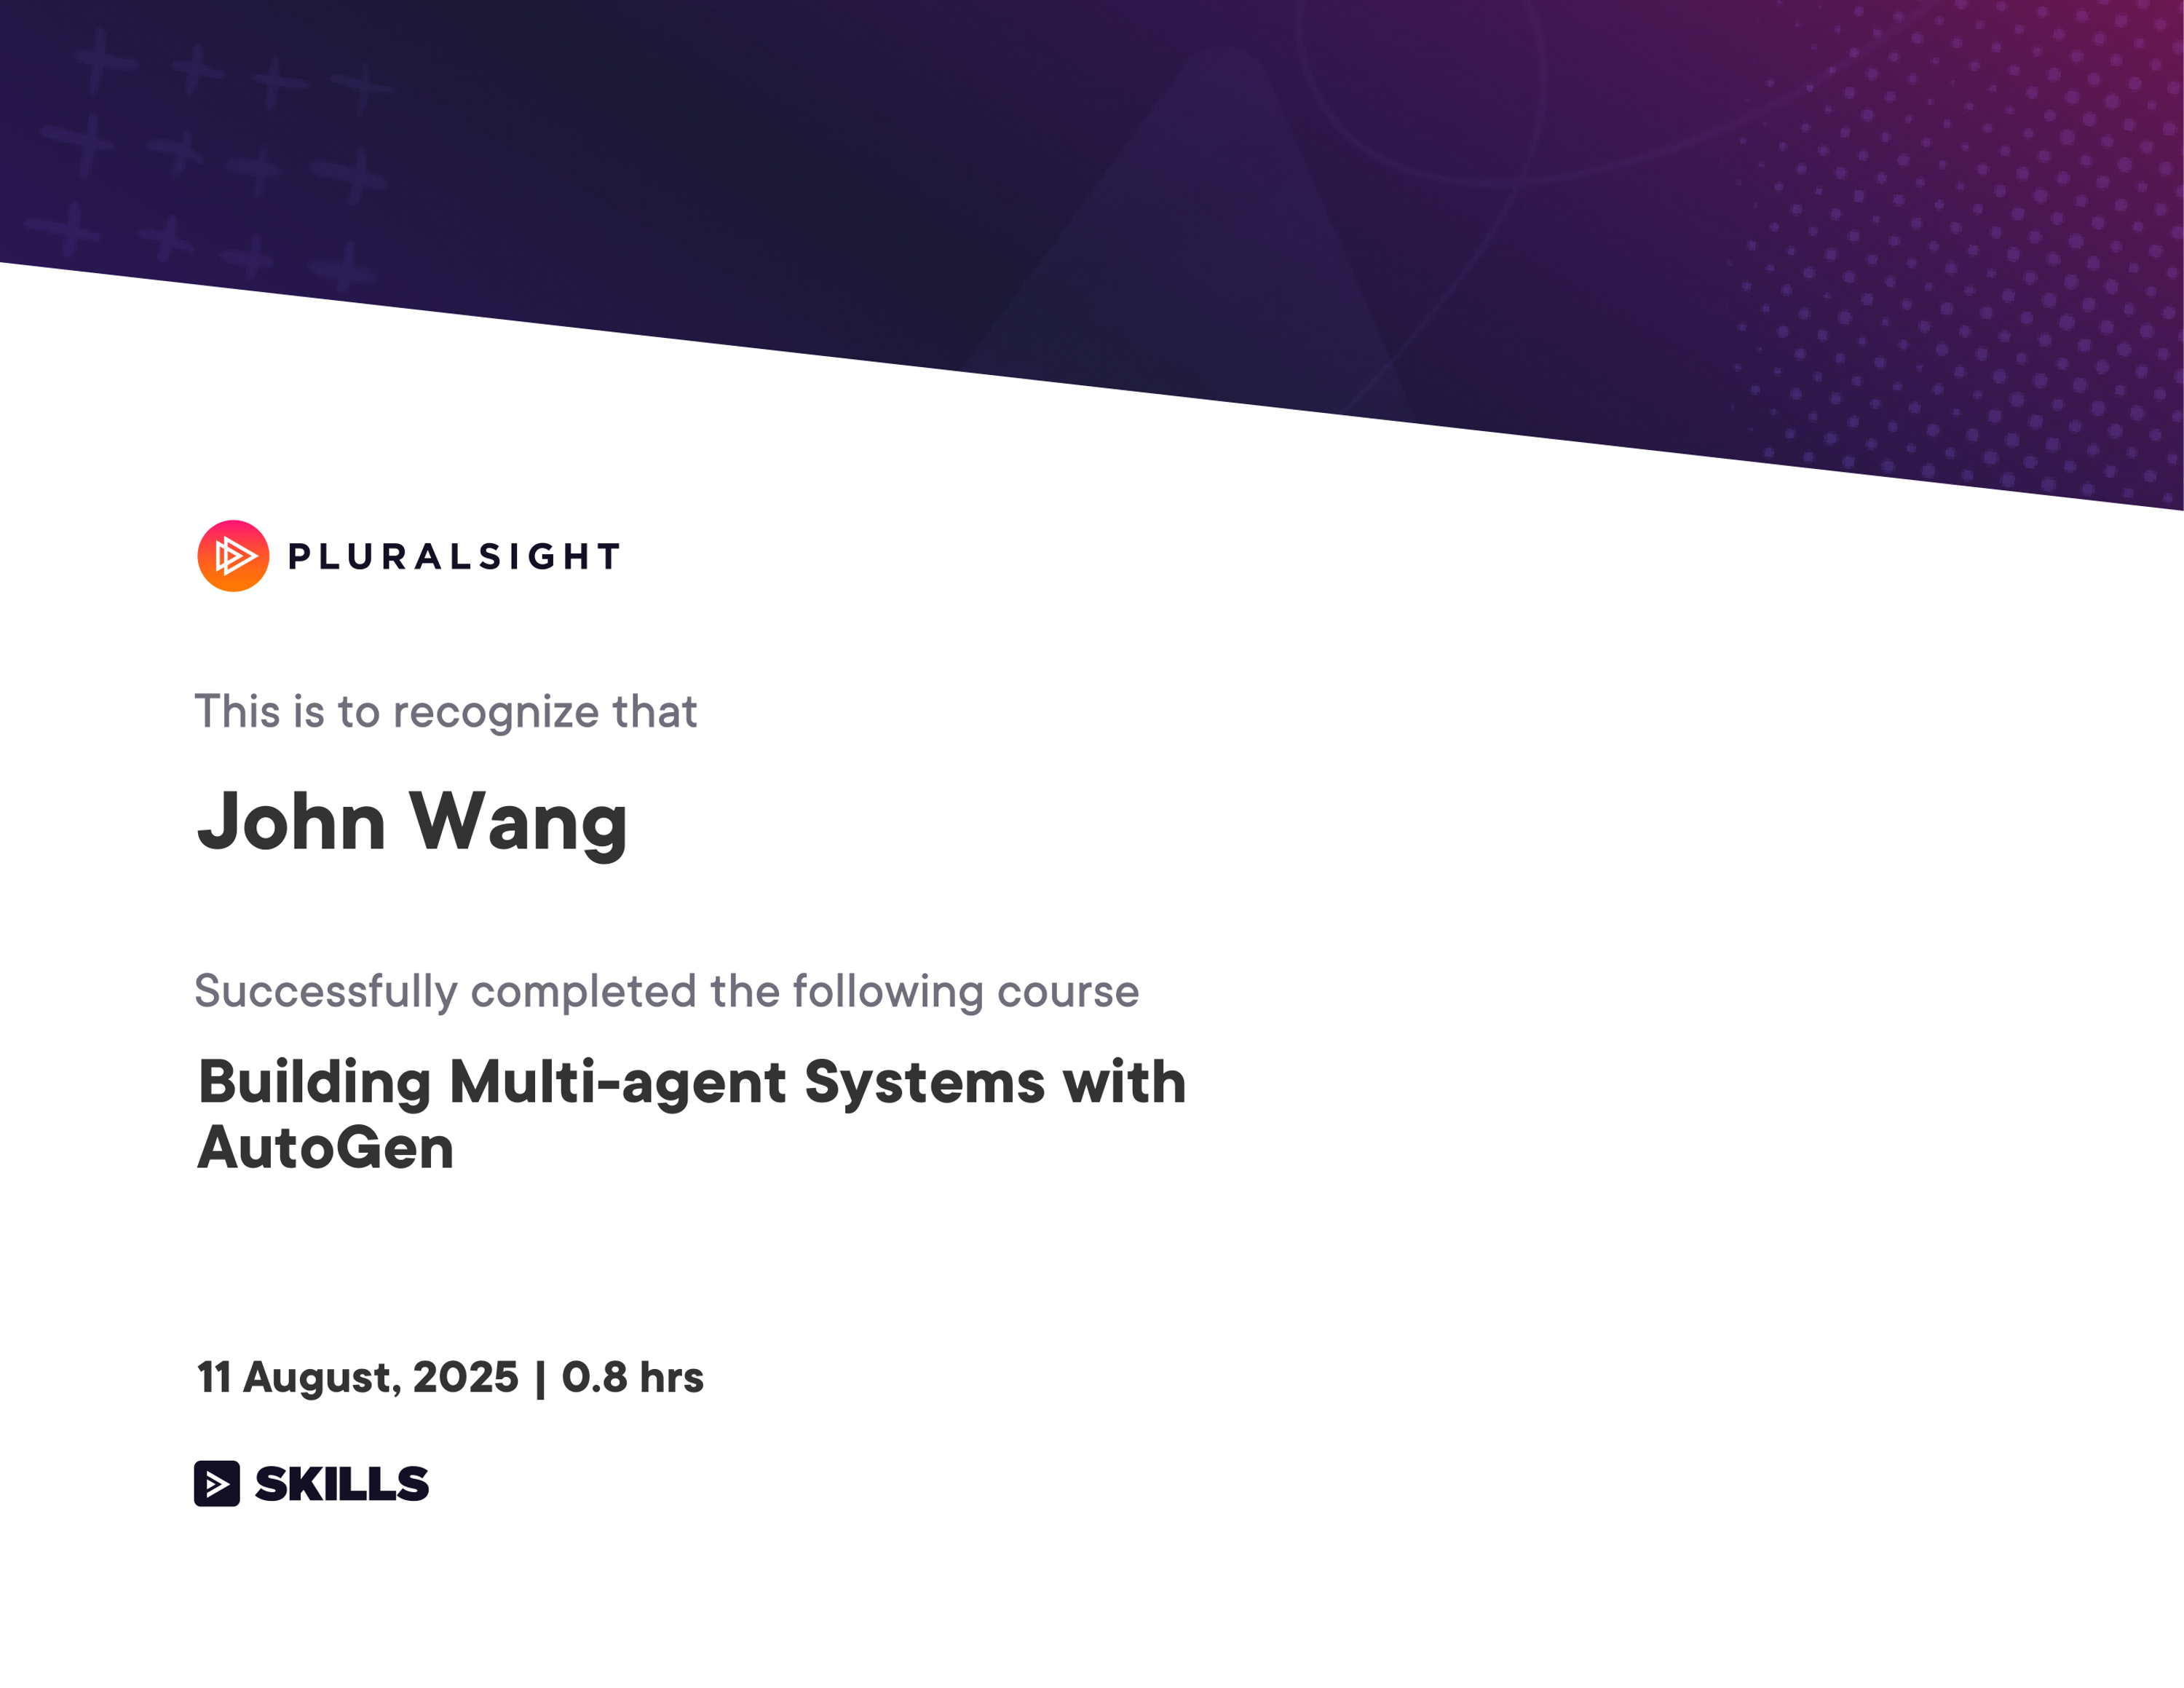 PLURALSIGHT
This is to recognize that
John Wang
Successfully completed the following course
Building Multi-agent Systems with
AutoGen
11 August, 2025 | 0.8 hrs
SKILLS